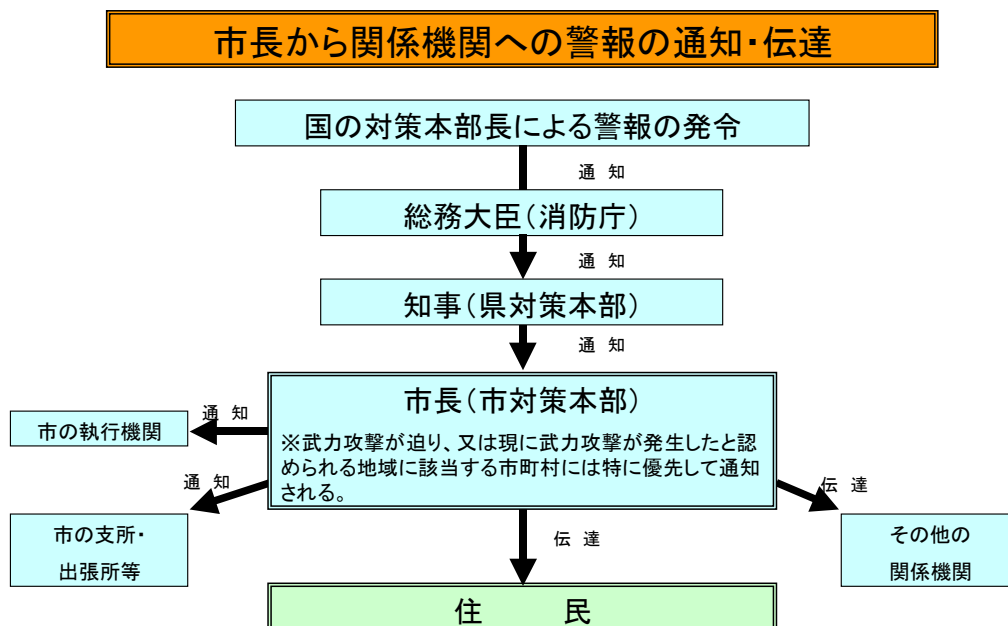 市長から関係機関への警報の通知・伝達
国の対策本部長による警報の発令
通 知
総務大臣(消防庁)
通 知
知事(県対策本部)
通 知
市長(市対策本部)
※武力攻撃が迫り、又は現に武力攻撃が発生したと認
められる地域に該当する市町村には特に優先して通知
される。
通 知
市の執行機関
通 知
市の支所・
出張所等
伝 達
その他の
関係機関
伝 達
住 民